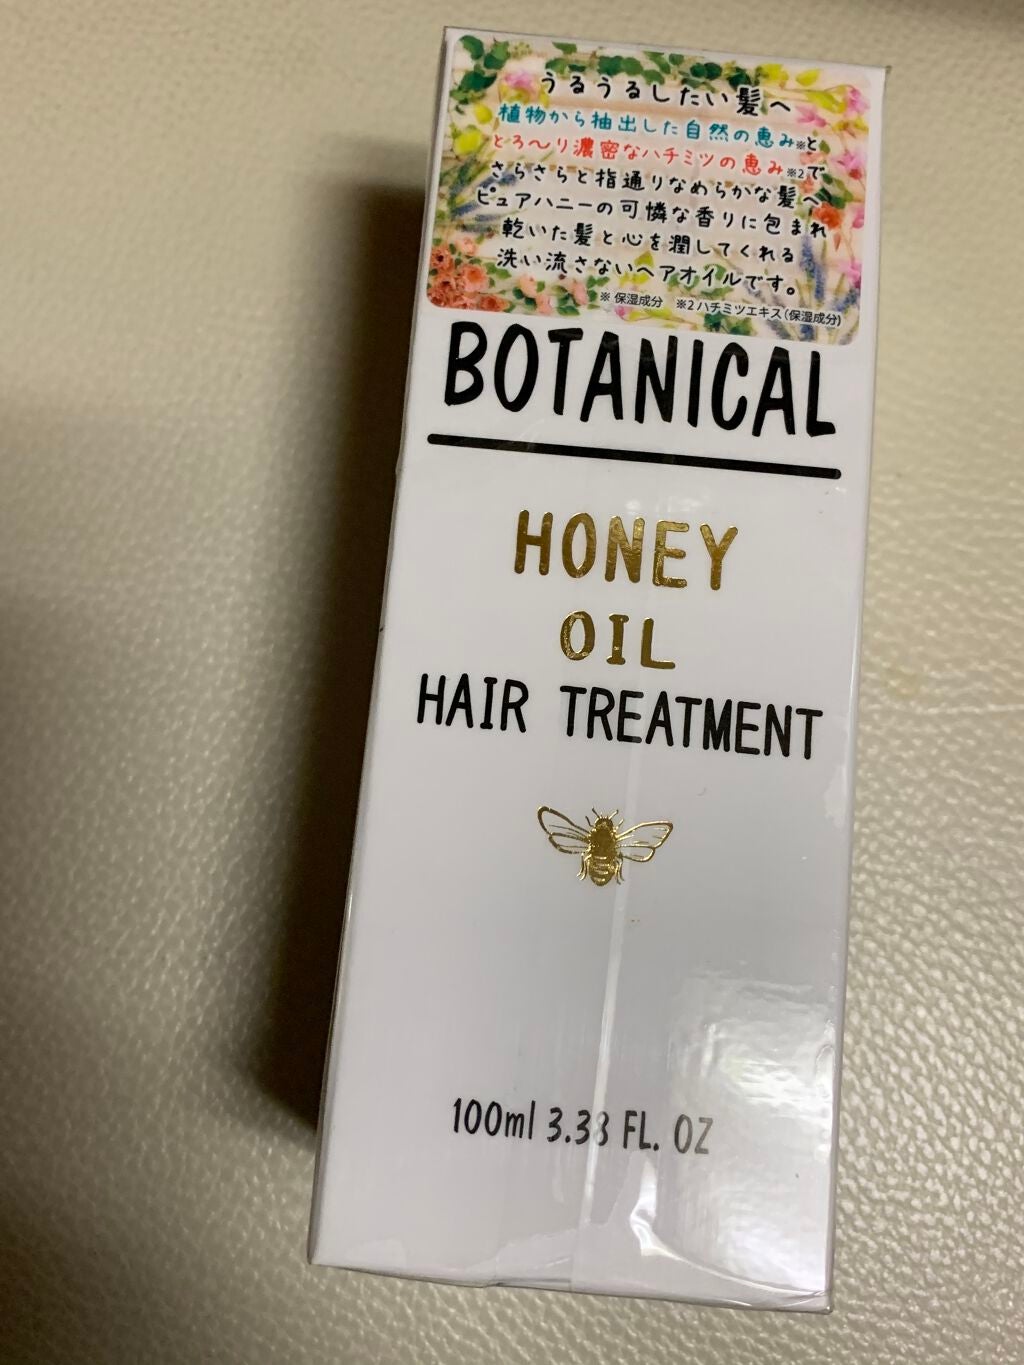 うるうるしたい髪へ
植物から抽出した自然の恵み※と
とろ〜り濃密なハチミツの恵み※2で
さらさらと指通りなめらかな髪へ
ピュアハニーの可憐な香りに包まれ
乾いた髪と心を潤してくれる
洗い流さないヘアオイルです。
※ 保湿成分　※2 ハチミツエキス（保湿成分)
BOTANICAL
HONEY
OIL
HAIR TREATMENT
100ml 3.38 FL. OZ